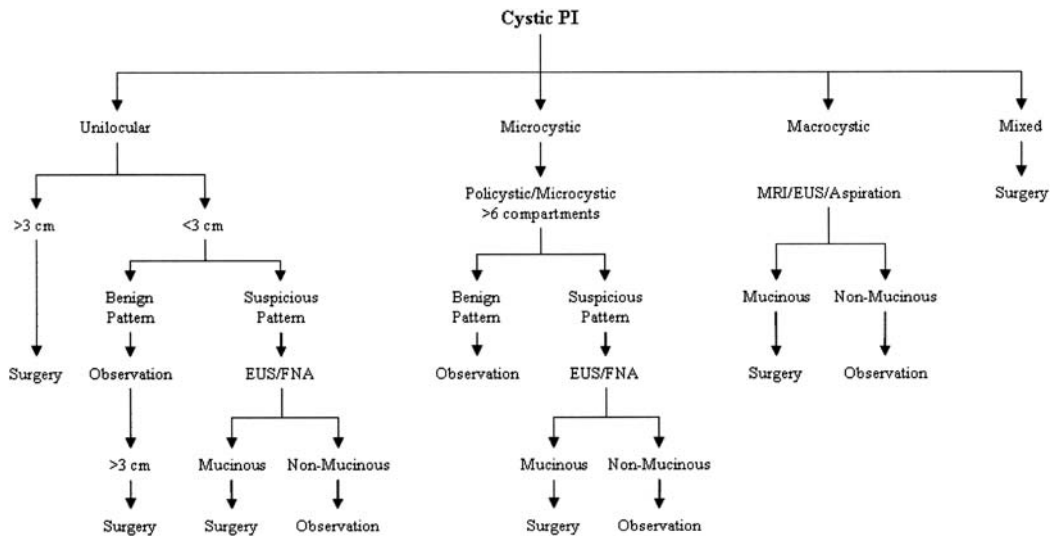 Cystic PI
Unilocular
Microcystic
Macrocystic
Mixed
>3 cm
<3 cm
Policystic/Microcystic
>6 compartments
MRI/EUS/Aspiration
Surgery
Benign
Pattern
Suspicious
Pattern
Benign
Pattern
Suspicious
Pattern
Mucinous
Non-Mucinous
Surgery
Observation
EUS/FNA
Observation
EUS/FNA
Surgery
Observation
>3 cm
Mucinous
Non-Mucinous
Mucinous
Non-Mucinous
Surgery
Surgery
Observation
Surgery
Observation